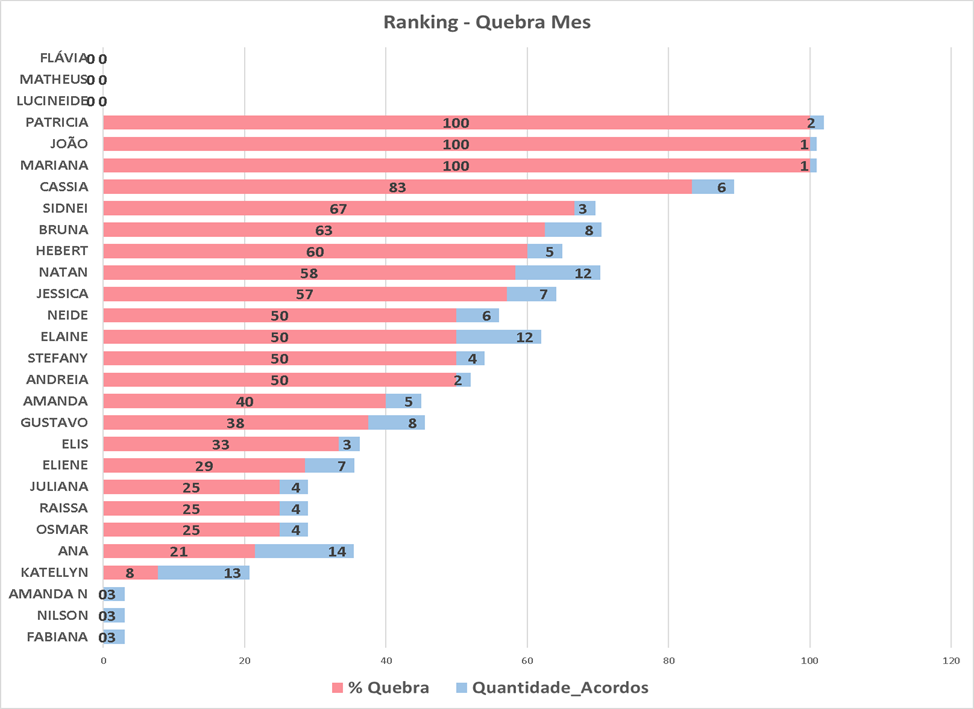 Ranking - Quebra Mes
FLÁVIA 0 0
MATHEUS 0 0
LUCINEIDE 0 0
PATRICIA 100 2
JOÃO 100 1
MARIANA 100 1
CASSIA 83 6
SIDNEI 67 3
BRUNA 63 8
HEBERT 60 5
NATAN 58 12
JESSICA 57 7
NEIDE 50 6
ELAINE 50 12
STEFANY 50 4
ANDREIA 50 2
AMANDA 40 5
GUSTAVO 38 8
ELIS 33 3
ELIENE 29 7
JULIANA 25 4
RAISSA 25 4
OSMAR 25 4
ANA 21 14
KATELLYN 8 13
AMANDA N 0 3
NILSON 0 3
FABIANA 0 3
0 20 40 60 80 100 120
% Quebra Quantidade_Acordos